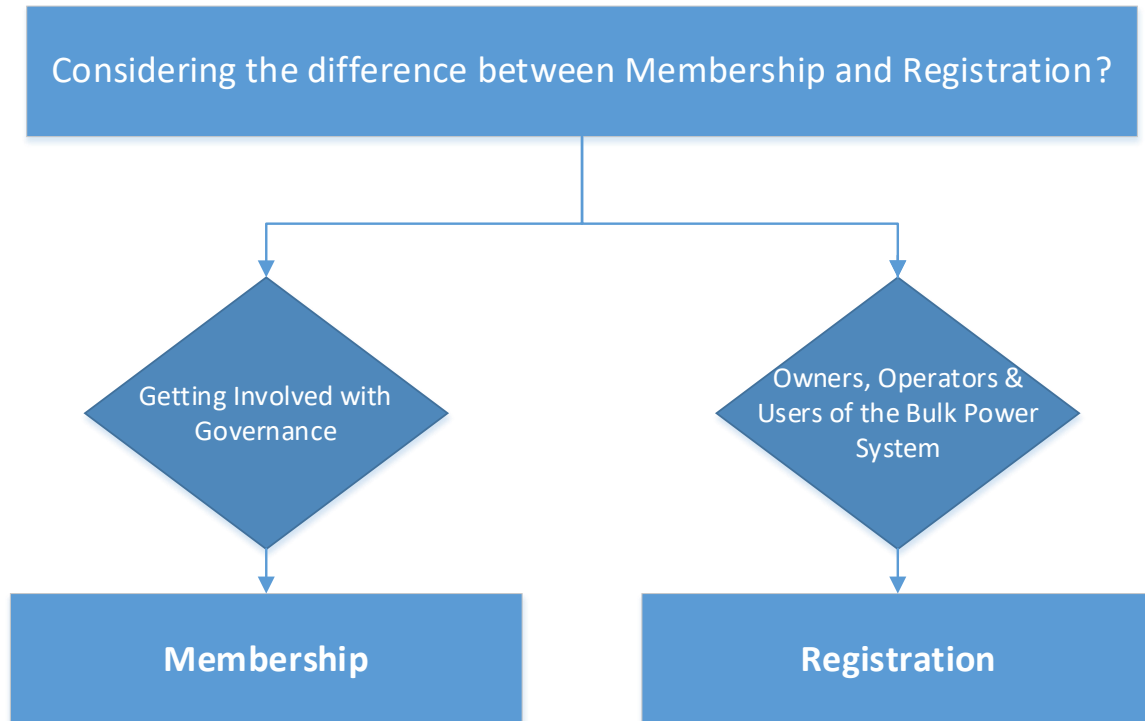 Considering the difference between Membership and Registration?
Getting Involved with
Governance
Owners, Operators &
Users of the Bulk Power
System
Membership
Registration